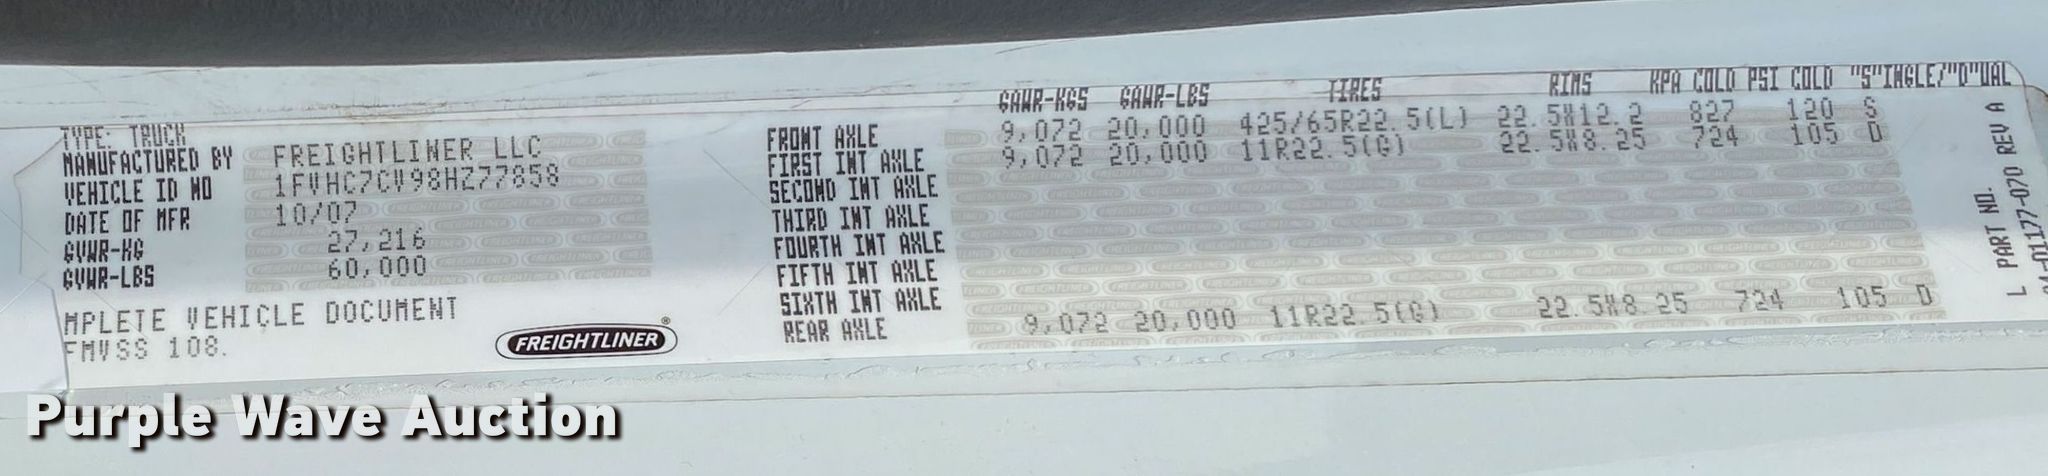 TYPE: TRUCK
MANUFACTURED BY FREIGHTLINER LLC
VEHICLE ID NO 1FVHC7CV98HZ77858
DATE OF MFR 10/07
GVWR-KG 27,216
GVWR-LBS 60,000
MPLETE VEHICLE DOCUMENT
FMVSS 108.
FREIGHTLINER®
GAWR-KGS GAWR-LBS TIRES RIMS KPA COLD PSI COLD "S"INGLE/"D"UAL
FRONT AXLE 9,072 20,000 425/65R22.5(L) 22.5X12.2 827 120 S
FIRST INT AXLE 9,072 20,000 11R22.5(G) 22.5X8.25 724 105 D
SECOND INT AXLE
THIRD INT AXLE
FOURTH INT AXLE
FIFTH INT AXLE
SIXTH INT AXLE
REAR AXLE 9,072 20,000 11R22.5(G) 22.5X8.25 724 105 D
L PART NO.
01177-070 REV A
Purple Wave Auction